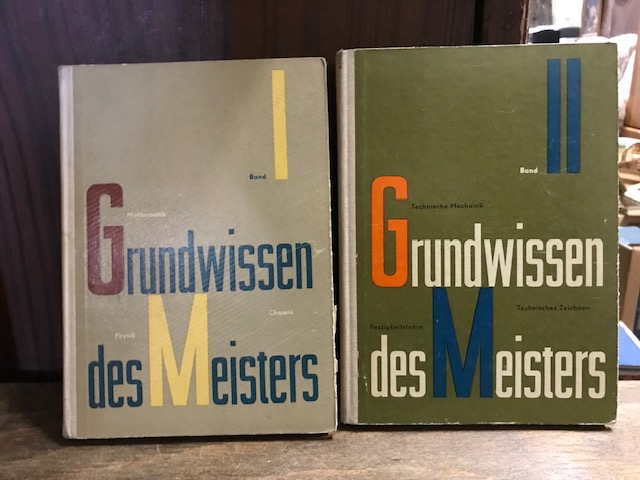 I
Band
Mathematik
Grundwissen
Chemie
Physik
des Meisters
II
Band
Technische Mechanik
Grundwissen
Technisches Zeichnen
Festigkeitslehre
des Meisters